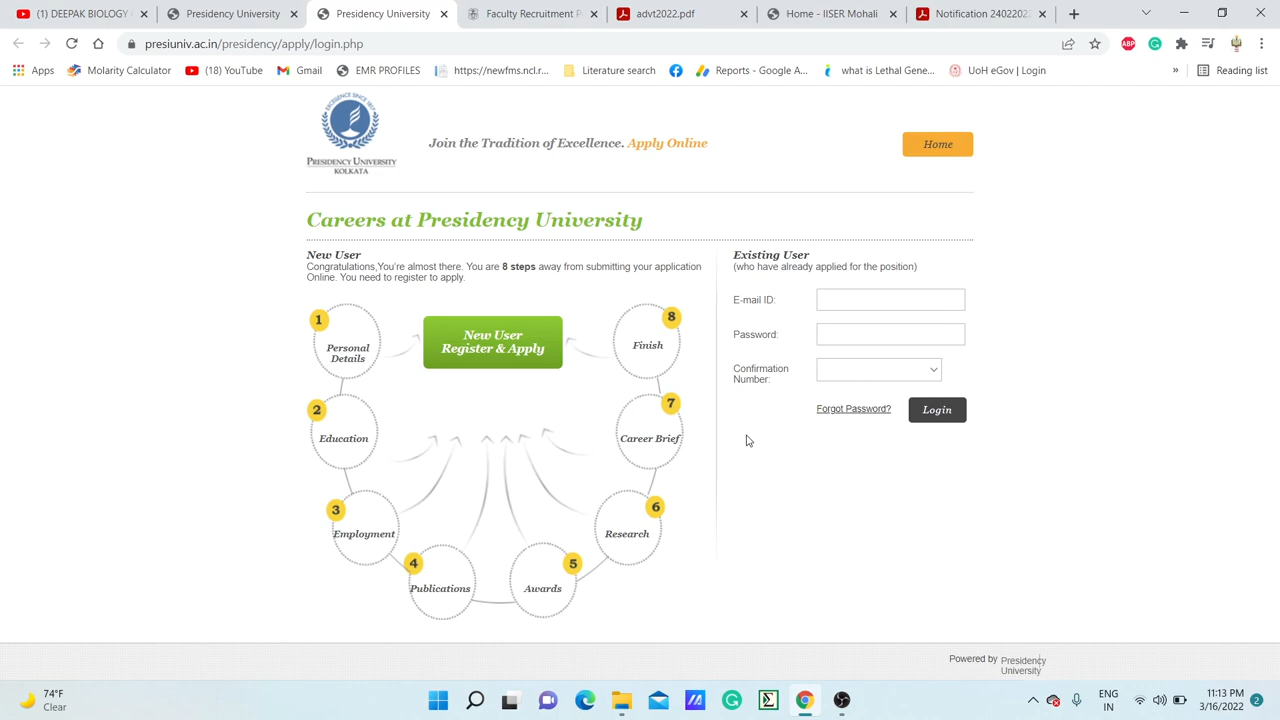 (1) DEEPAK BIOLOGY
Presidency University
Presidency University
Faculty Recruitment P
advt2022.pdf
Home - IISER Mohali
Notification 24022022
presiuniv.ac.in/presidency/apply/login.php
Apps
Molarity Calculator
(18) YouTube
Gmail
EMR PROFILES
https://newfms.ncl.r...
Literature search
Reports - Google A...
what is Lethal Gene...
UoH eGov | Login
»
Reading list
EXCELLENCE SINCE 1817
PRESIDENCY UNIVERSITY
KOLKATA
Join the Tradition of Excellence. Apply Online
Home
Careers at Presidency University
New User
Congratulations,You're almost there. You are 8 steps away from submitting your application
Online. You need to register to apply.
1
Personal
Details
New User
Register & Apply
8
Finish
2
Education
7
Career Brief
3
Employment
6
Research
4
Publications
5
Awards
Existing User
(who have already applied for the position)
E-mail ID:
Password:
Confirmation
Number:
Forgot Password?
Login
Powered by
Presidency
University
74°F
Clear
ENG
IN
11:13 PM
3/16/2022
2